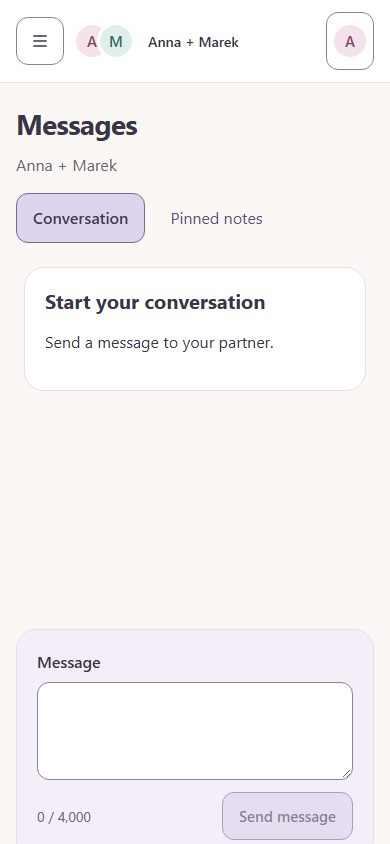 A M Anna + Marek A
Messages
Anna + Marek
Conversation Pinned notes
Start your conversation
Send a message to your partner.
Message
0 / 4,000 Send message